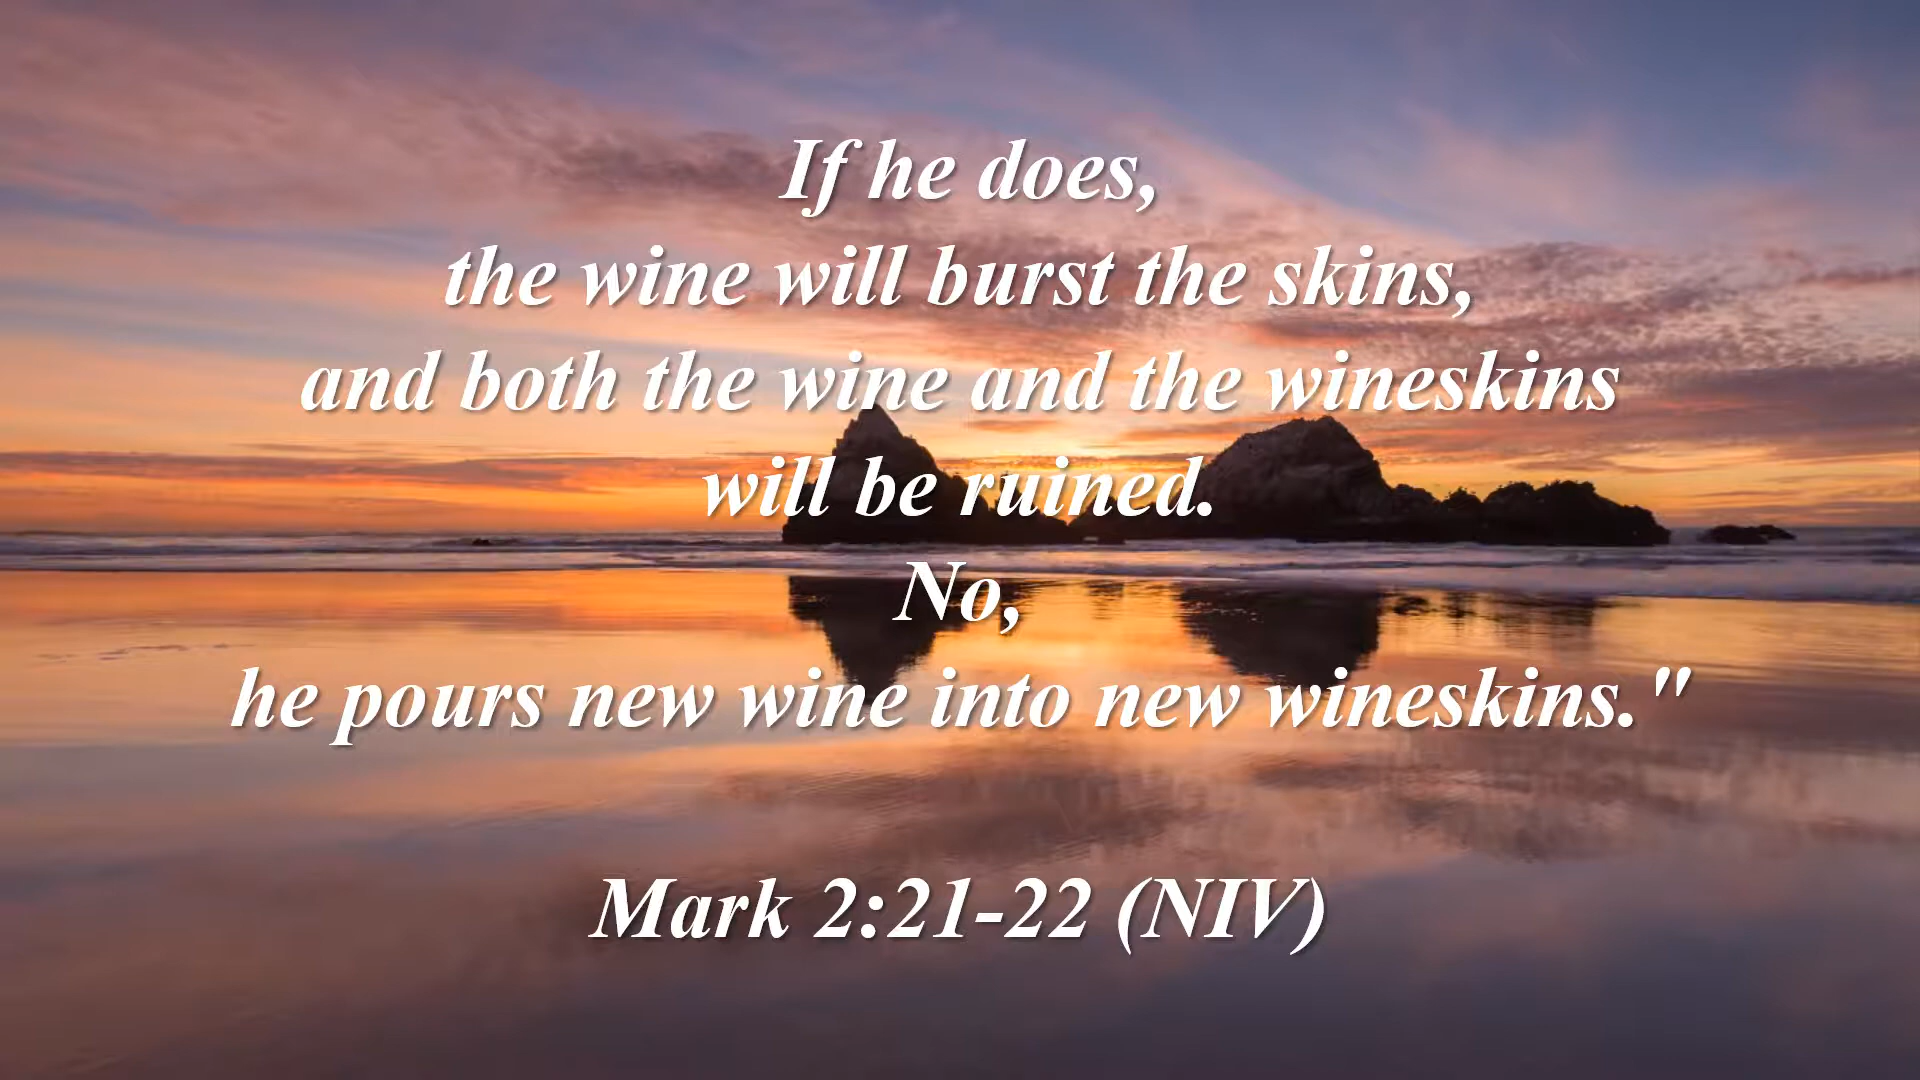 If he does,
the wine will burst the skins,
and both the wine and the wineskins
will be ruined.
No,
he pours new wine into new wineskins."
Mark 2:21-22 (NIV)